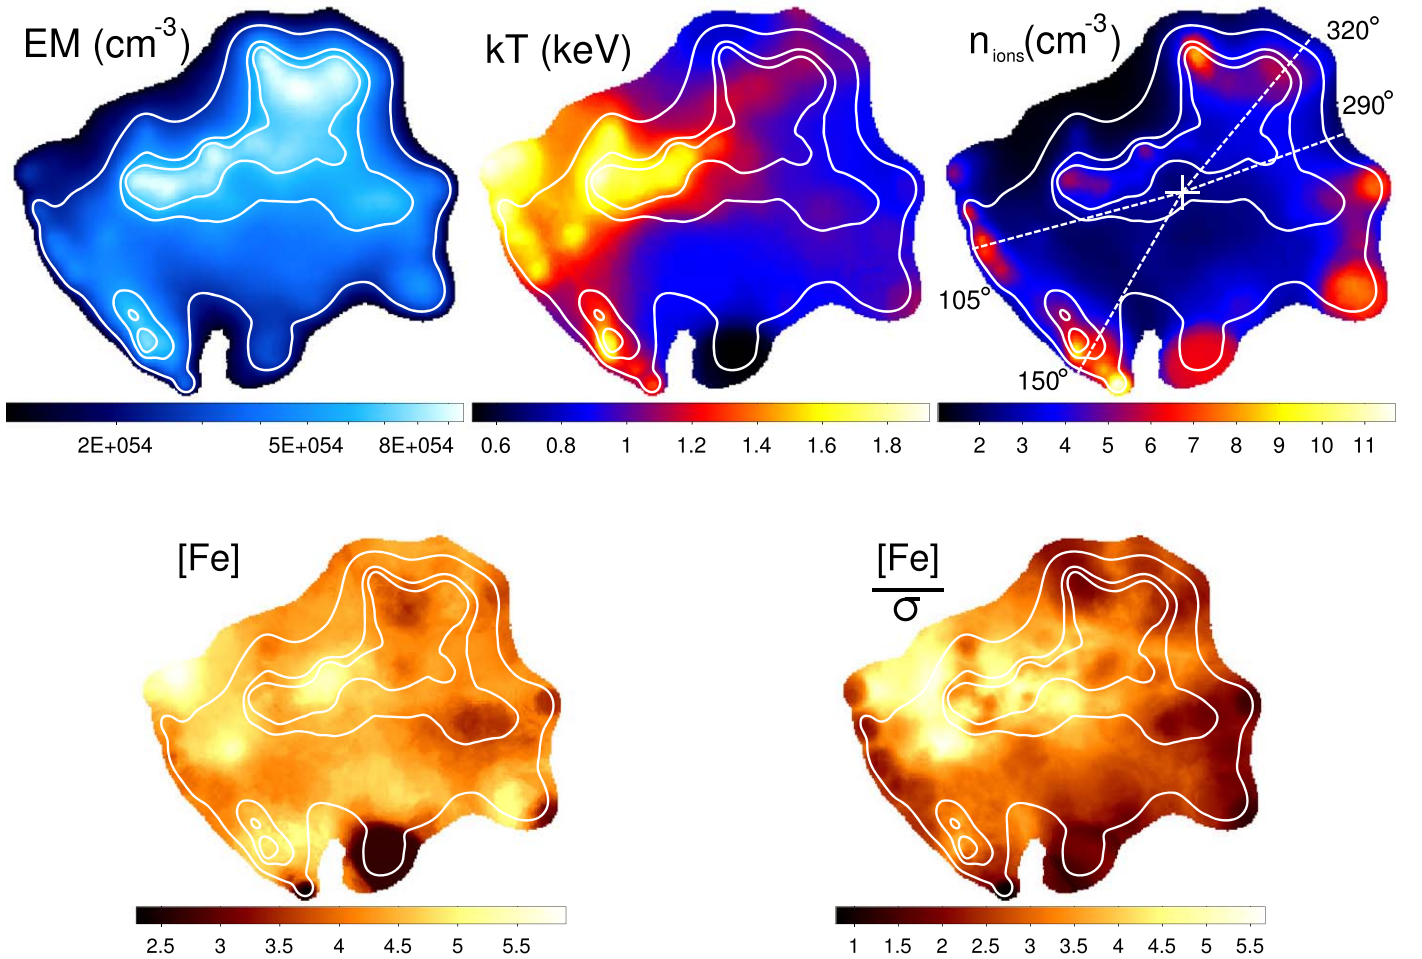 EM (cm-3)
kT (keV)
nions(cm-3)
320°
290°
105°
150°
2E+054 5E+054 8E+054
0.6 0.8 1 1.2 1.4 1.6 1.8
2 3 4 5 6 7 8 9 10 11
[Fe]
[Fe]
σ
2.5 3 3.5 4 4.5 5 5.5
1 1.5 2 2.5 3 3.5 4 4.5 5 5.5